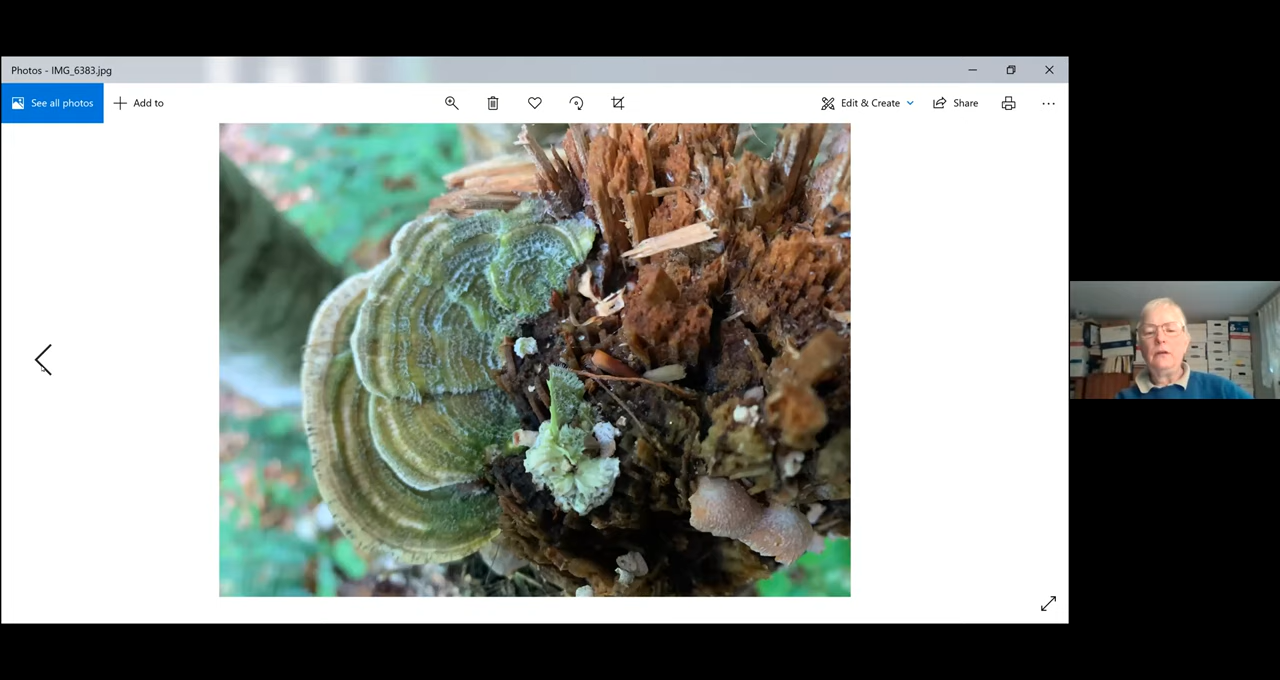 Photos - IMG_6383.jpg
See all photos
Add to
Edit & Create
Share